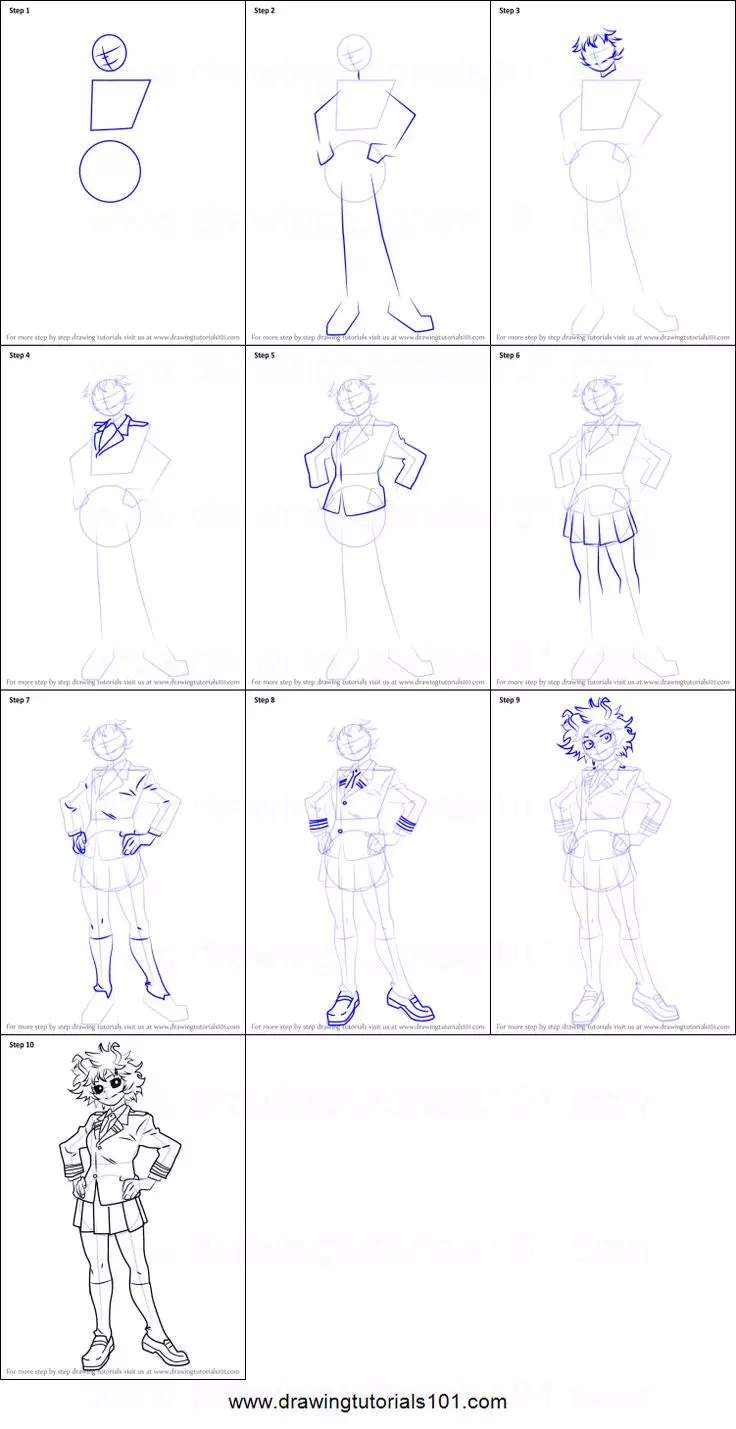 Step 1
Step 2
Step 3
For more step by step drawing tutorials visit us at www.drawingtutorials101.com
For more step by step drawing tutorials visit us at www.drawingtutorials101.com
For more step by step drawing tutorials visit us at www.drawingtutorials101.com
Step 4
Step 5
Step 6
For more step by step drawing tutorials visit us at www.drawingtutorials101.com
For more step by step drawing tutorials visit us at www.drawingtutorials101.com
For more step by step drawing tutorials visit us at www.drawingtutorials101.com
Step 7
Step 8
Step 9
For more step by step drawing tutorials visit us at www.drawingtutorials101.com
For more step by step drawing tutorials visit us at www.drawingtutorials101.com
For more step by step drawing tutorials visit us at www.drawingtutorials101.com
Step 10
For more step by step drawing tutorials visit us at www.drawingtutorials101.com
www.drawingtutorials101.com